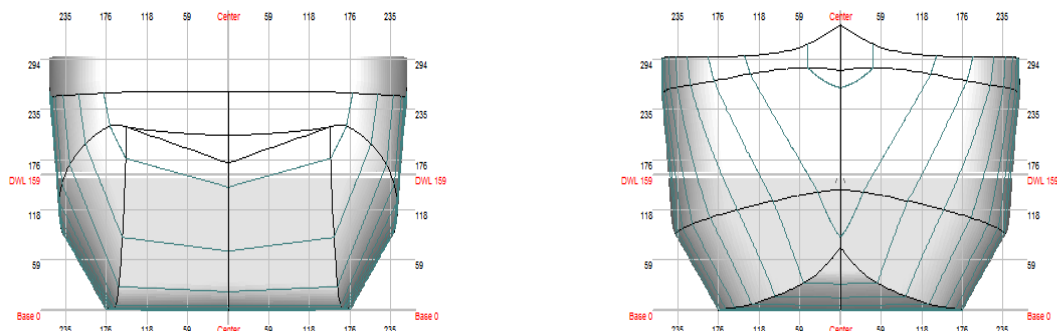 235 176 118 59 Center 59 118 176 235
235 176 118 59 Center 59 118 176 235
294 294
294 294
235 235
235 235
176 176
176 176
DWL 159 DWL 159
DWL 159 DWL 159
118 118
118 118
59 59
59 59
Base 0 Base 0
Base 0 Base 0
235 176 118 59 Center 59 118 176 235
235 176 118 59 Center 59 118 176 235